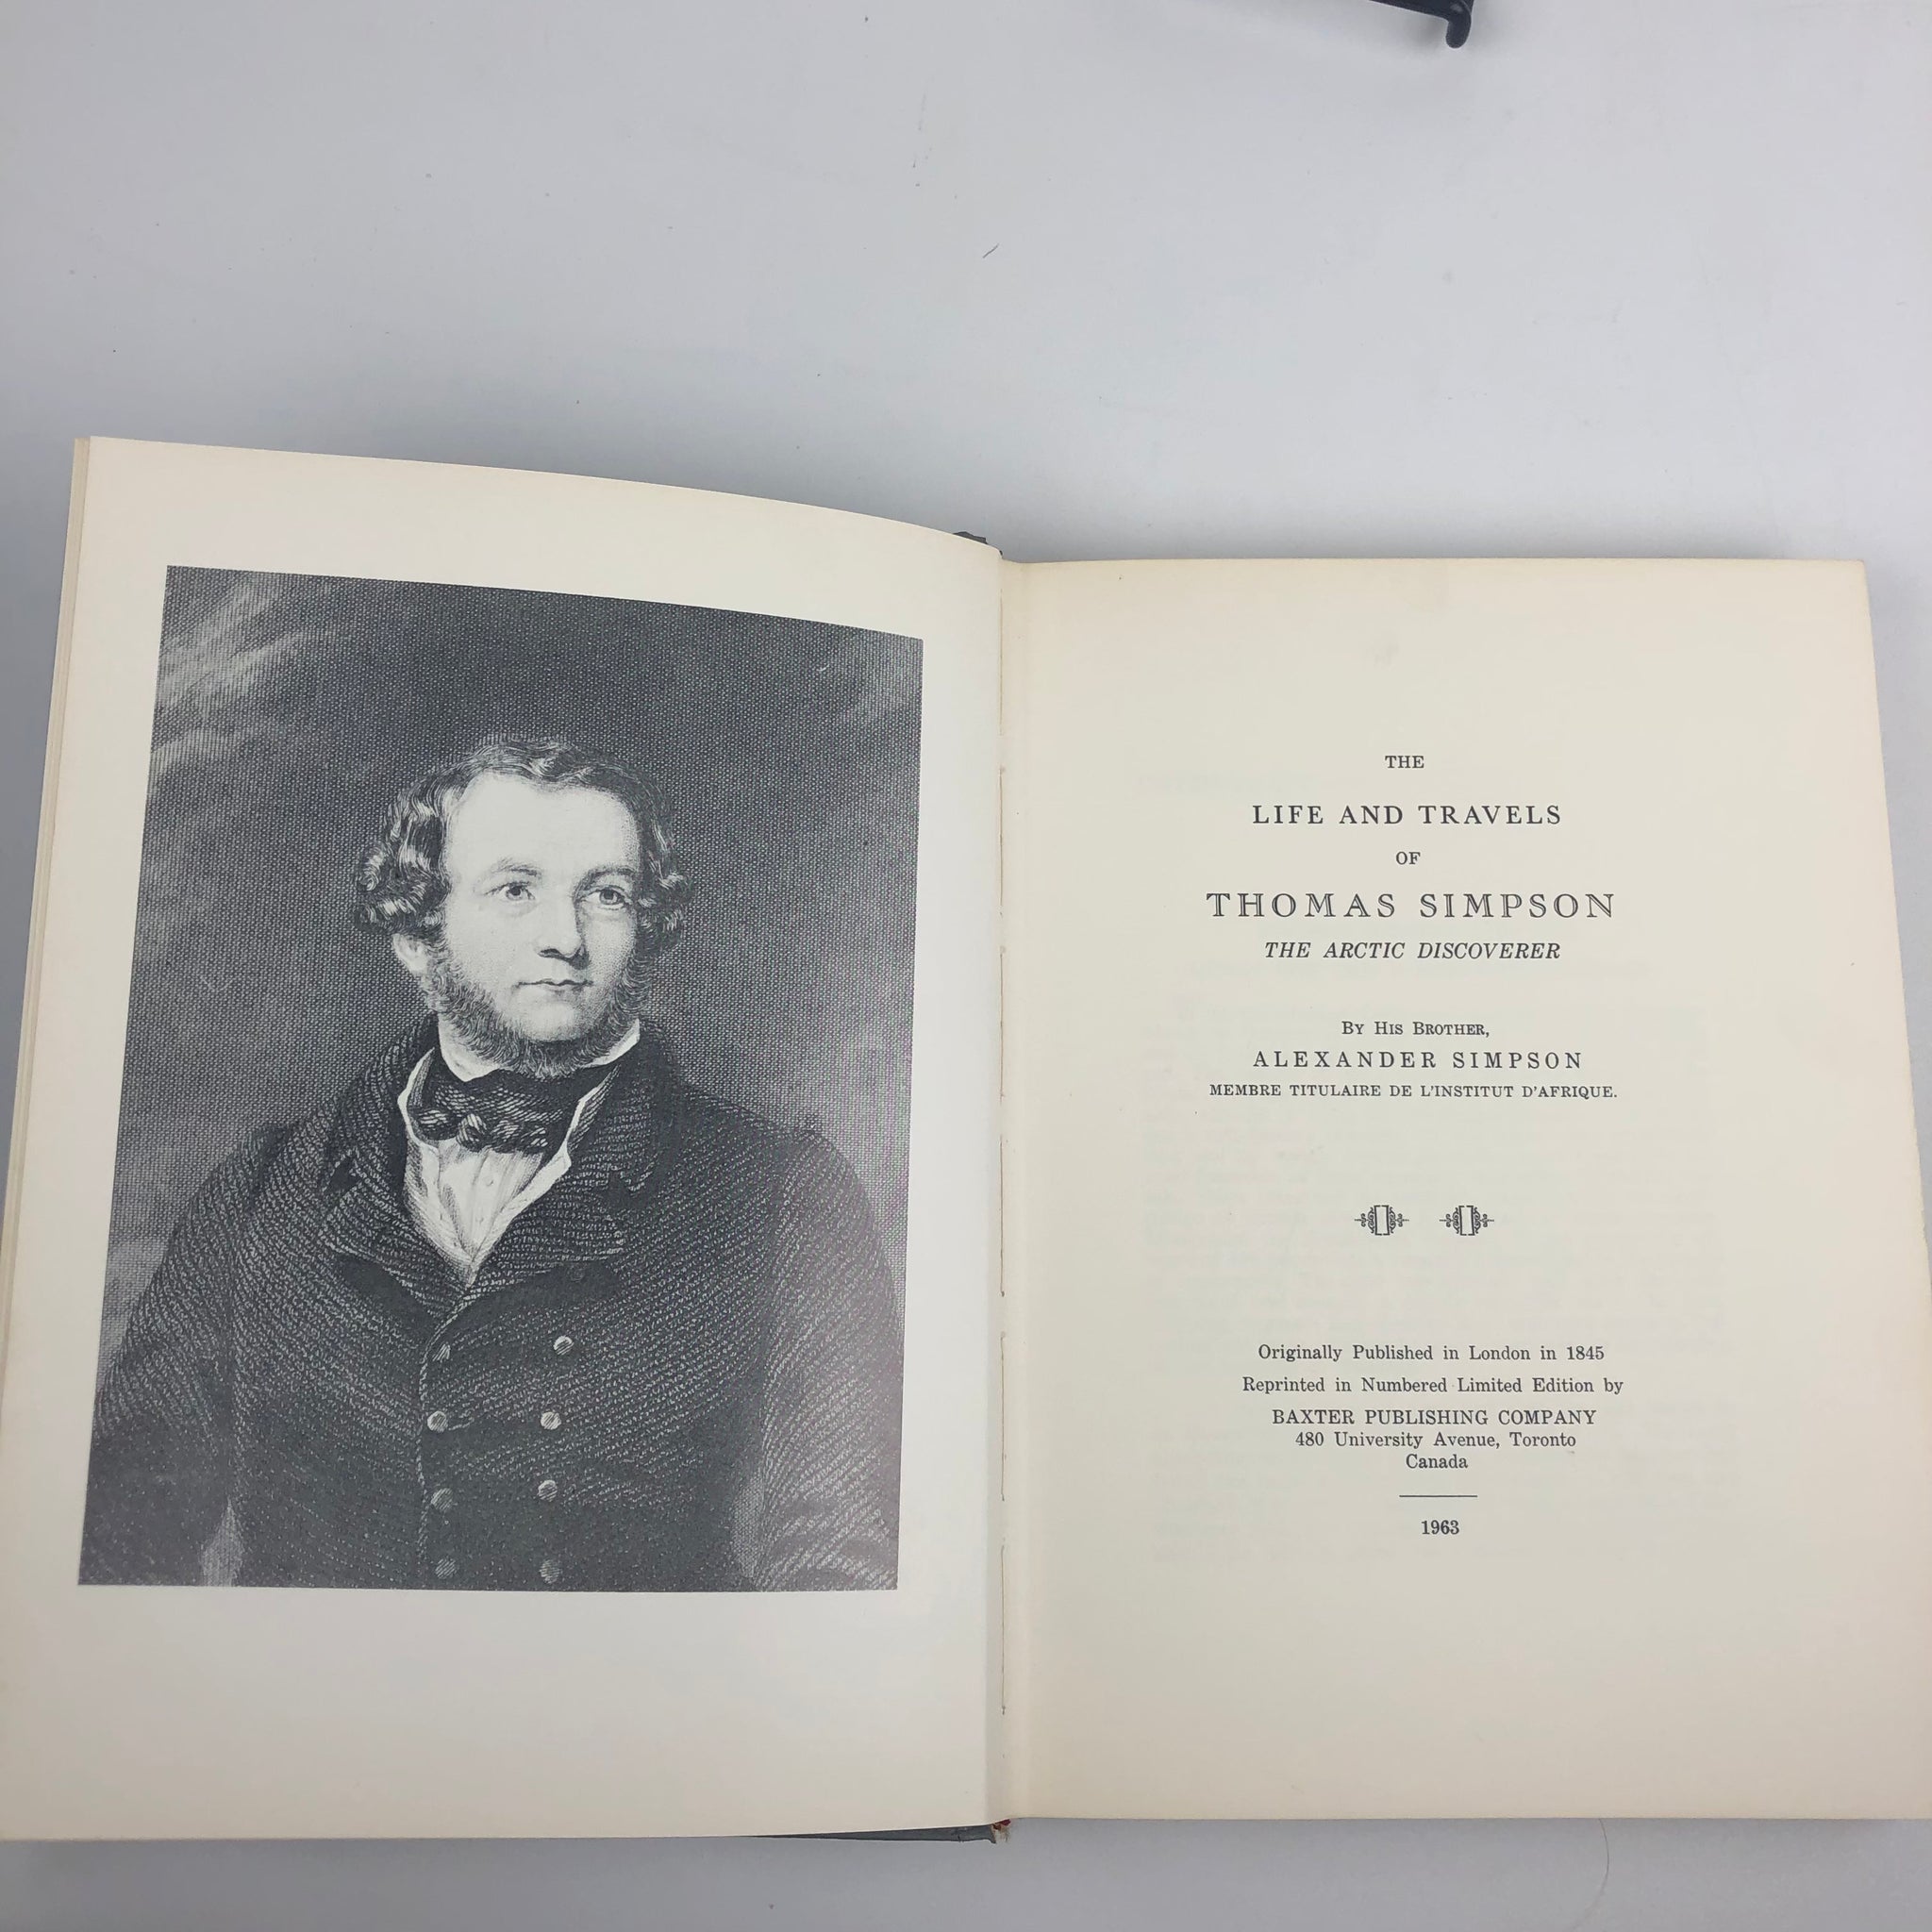 THE
LIFE AND TRAVELS
OF
THOMAS SIMPSON
THE ARCTIC DISCOVERER
BY HIS BROTHER,
ALEXANDER SIMPSON
MEMBRE TITULAIRE DE L'INSTITUT D'AFRIQUE.
Originally Published in London in 1845
Reprinted in Numbered Limited Edition by
BAXTER PUBLISHING COMPANY
480 University Avenue, Toronto
Canada
1963